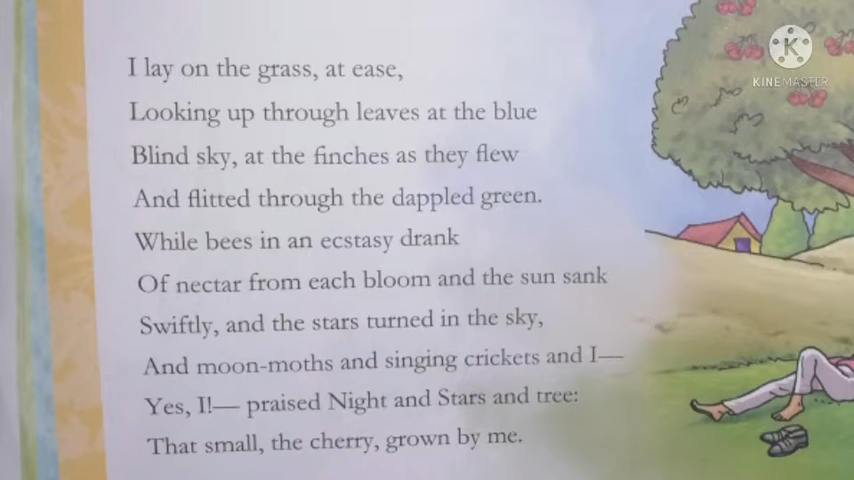 I lay on the grass, at ease,
Looking up through leaves at the blue
Blind sky, at the finches as they flew
And flitted through the dappled green.
While bees in an ecstasy drank
Of nectar from each bloom and the sun sank
Swiftly, and the stars turned in the sky,
And moon-moths and singing crickets and I—
Yes, I!— praised Night and Stars and tree:
That small, the cherry, grown by me.
K
KINEMASTER